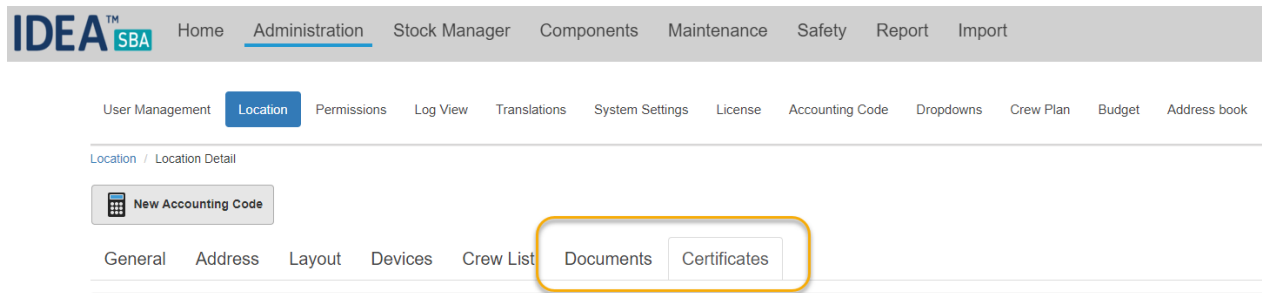 IDEA™ SBA Home Administration Stock Manager Components Maintenance Safety Report Import
User Management Location Permissions Log View Translations System Settings License Accounting Code Dropdowns Crew Plan Budget Address book
Location / Location Detail
New Accounting Code
General Address Layout Devices Crew List Documents Certificates